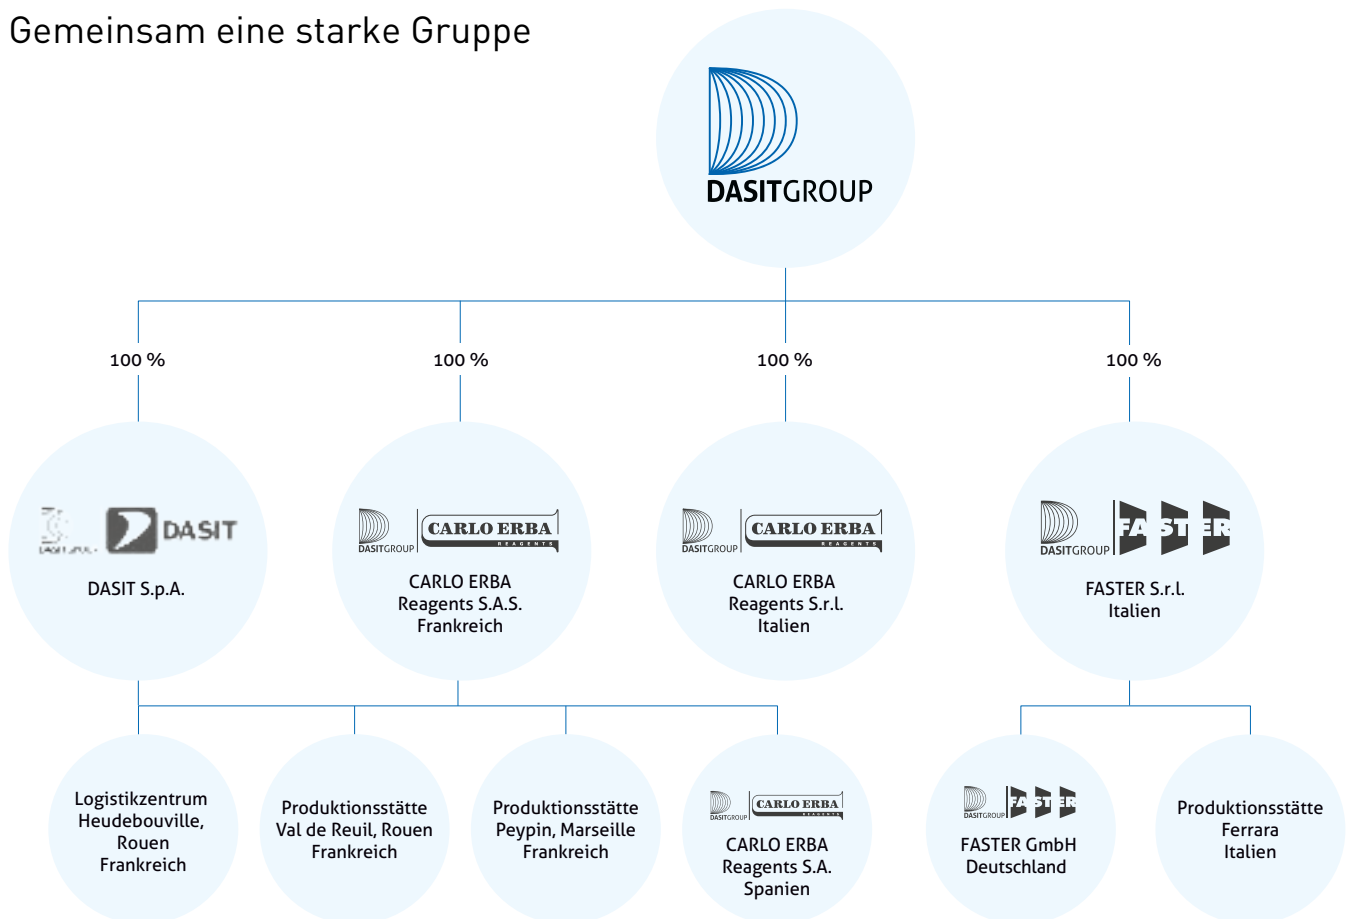 Gemeinsam eine starke Gruppe
DASITGROUP
100 %
100 %
100 %
100 %
DASIT
DASIT S.p.A.
DASITGROUP
CARLO ERBA
REAGENTS
CARLO ERBA
Reagents S.A.S.
Frankreich
DASITGROUP
CARLO ERBA
REAGENTS
CARLO ERBA
Reagents S.r.l.
Italien
DASITGROUP
FASTER
FASTER S.r.l.
Italien
Logistikzentrum
Heudebouville,
Rouen
Frankreich
Produktionsstätte
Val de Reuil, Rouen
Frankreich
Produktionsstätte
Peypin, Marseille
Frankreich
DASITGROUP
CARLO ERBA
REAGENTS
CARLO ERBA
Reagents S.A.
Spanien
DASITGROUP
FASTER
FASTER GmbH
Deutschland
Produktionsstätte
Ferrara
Italien